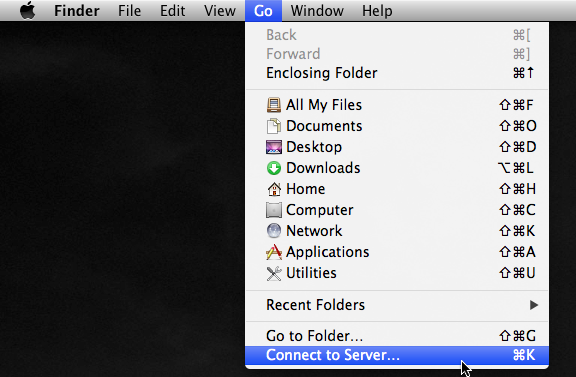 Finder File Edit View Go Window Help
Back ⌘[
Forward ⌘]
Enclosing Folder ⌘↑
All My Files ⇧⌘F
Documents ⇧⌘O
Desktop ⇧⌘D
Downloads ⌥⌘L
Home ⇧⌘H
Computer ⇧⌘C
Network ⇧⌘K
Applications ⇧⌘A
Utilities ⇧⌘U
Recent Folders ▶
Go to Folder... ⇧⌘G
Connect to Server... ⌘K